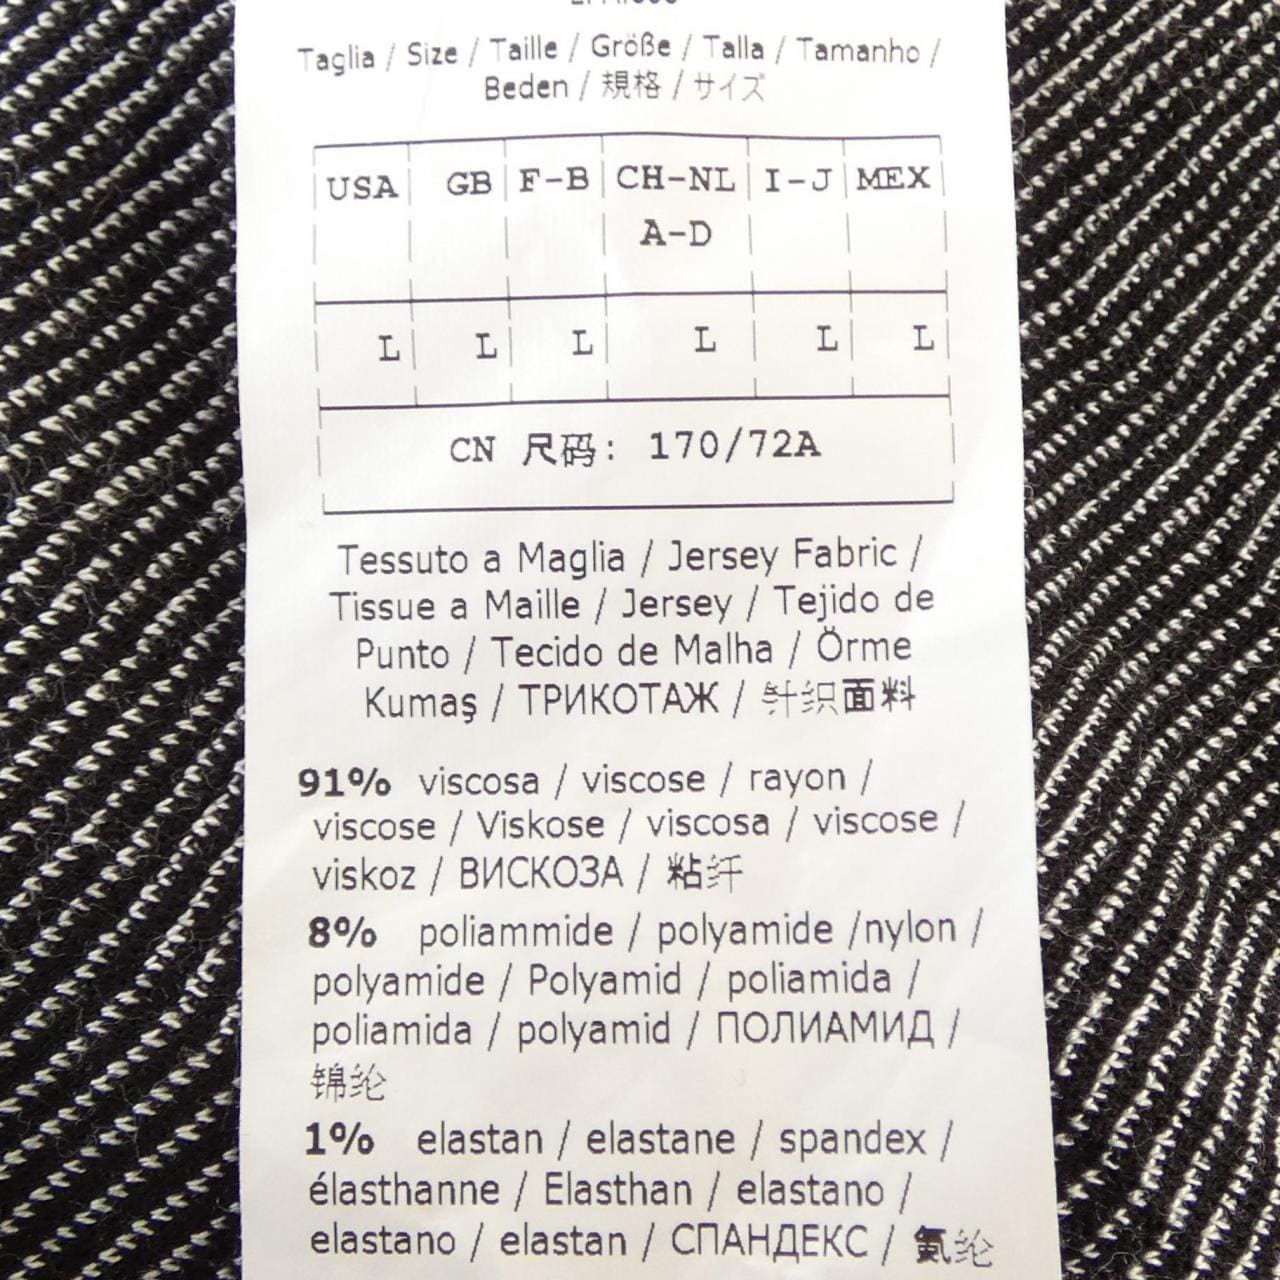 Taglia / Size / Taille / Größe / Talla / Tamanho /
Beden / 規格 / サイズ
USA GB F-B CH-NL I-J MEX
A-D
L L L L L L
CN 尺码: 170/72A
Tessuto a Maglia / Jersey Fabric /
Tissue a Maille / Jersey / Tejido de
Punto / Tecido de Malha / Örme
Kumaş / ТРИКОТАЖ / 针织面料
91% viscosa / viscose / rayon /
viscose / Viskose / viscosa / viscose /
viskoz / ВИСКОЗА / 粘纤
8% poliammide / polyamide /nylon /
polyamide / Polyamid / poliamida /
poliamida / polyamid / ПОЛИАМИД /
锦纶
1% elastan / elastane / spandex /
élasthanne / Elasthan / elastano /
elastano / elastan / СПАНДЕКС / 氨纶